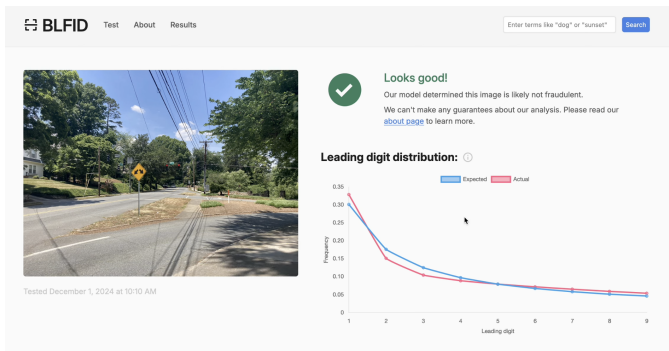 BLFID
Test
About
Results
Enter terms like "dog" or "sunset"
Search
Looks good!
Our model determined this image is likely not fraudulent.
We can't make any guarantees about our analysis. Please read our
about page to learn more.
Tested December 1, 2024 at 10:10 AM
Leading digit distribution:
Expected
Actual
Frequency
0.35
0.30
0.25
0.20
0.15
0.10
0.05
0
1 2 3 4 5 6 7 8 9
Leading digit